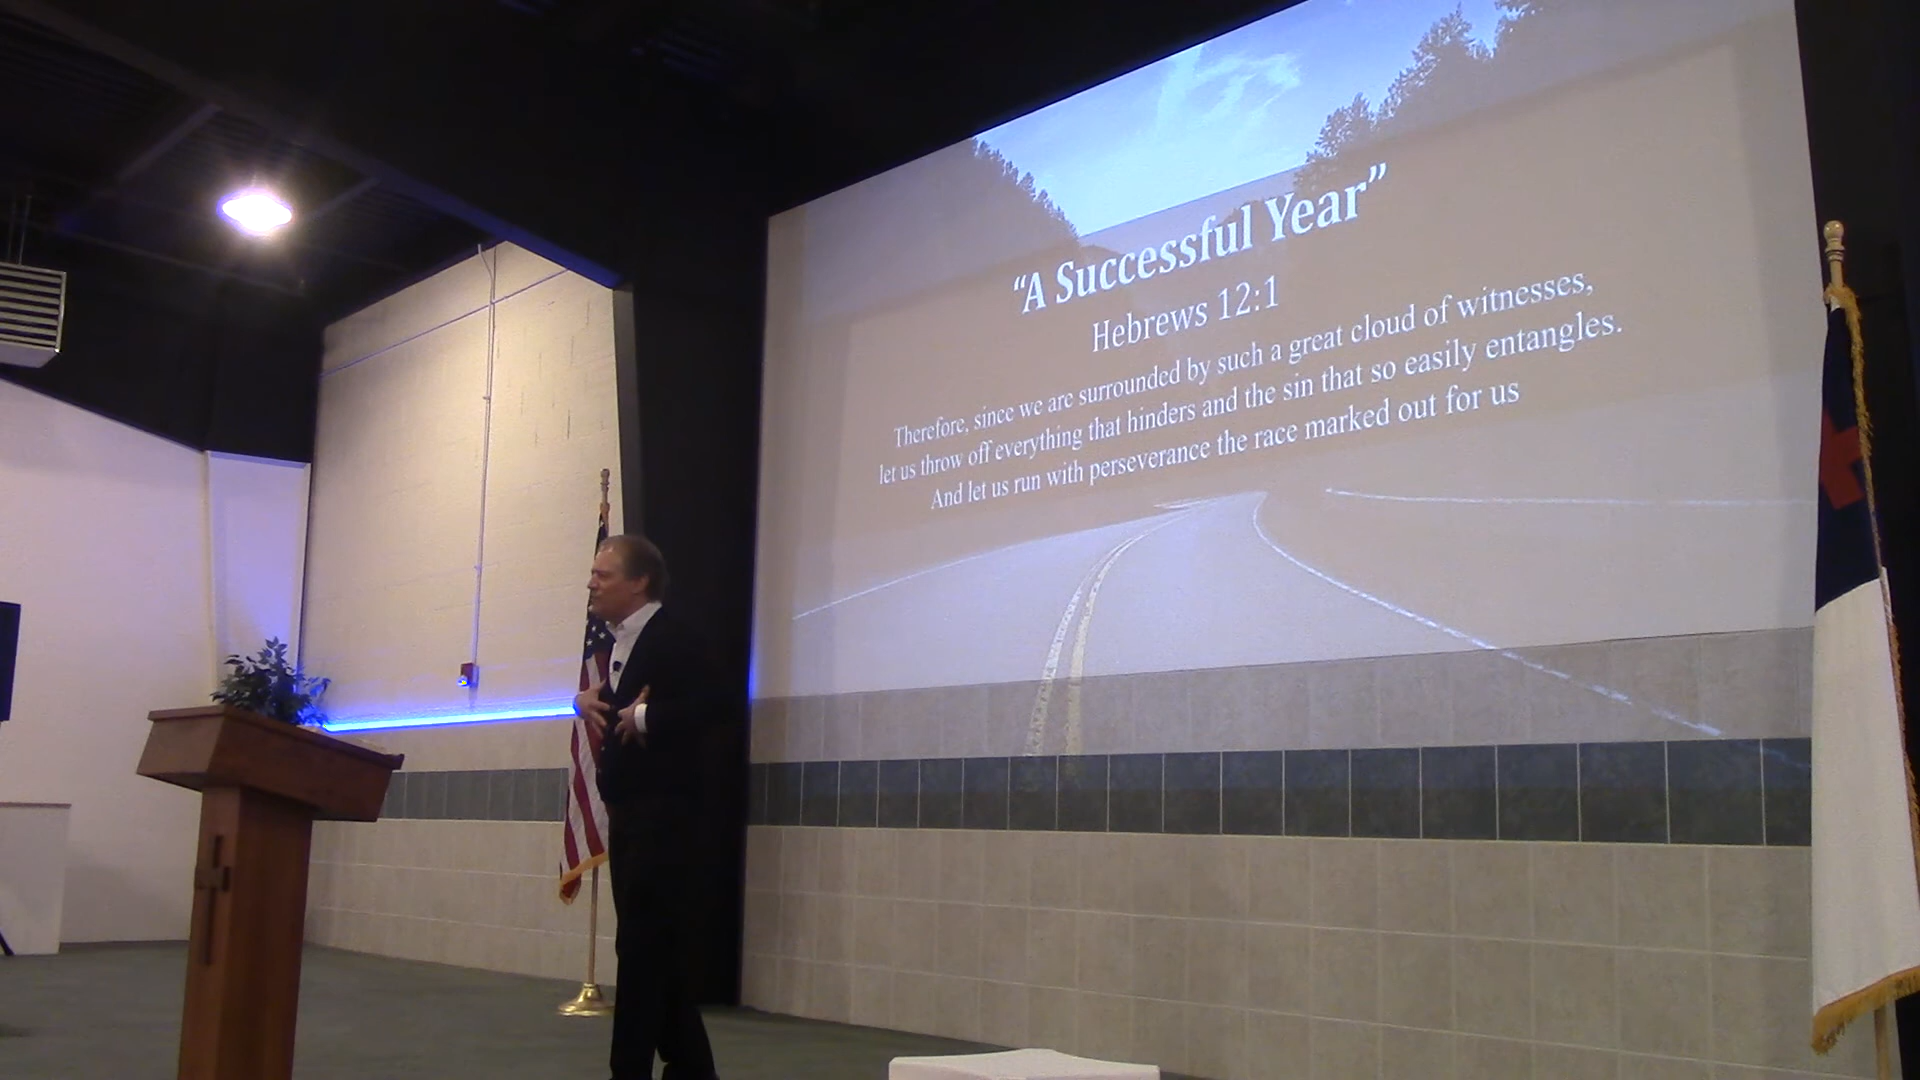 “A Successful Year”
Hebrews 12:1
Therefore, since we are surrounded by such a great cloud of witnesses,
let us throw off everything that hinders and the sin that so easily entangles.
And let us run with perseverance the race marked out for us